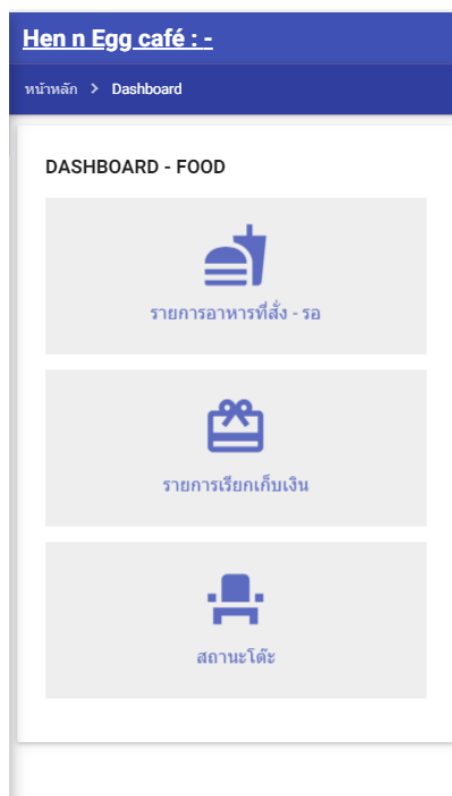 Hen n Egg café : -
หน้าหลัก > Dashboard
DASHBOARD - FOOD
รายการอาหารที่สั่ง - รอ
รายการเรียกเก็บเงิน
สถานะโต๊ะ